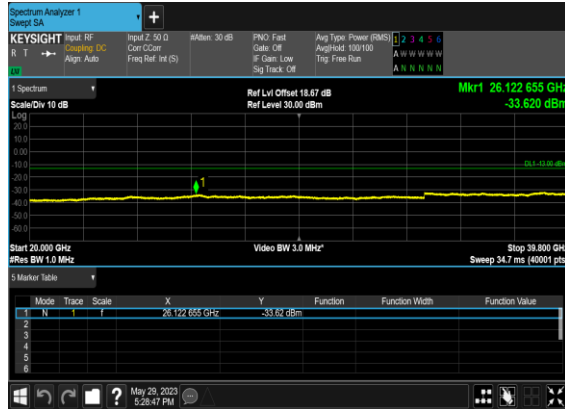 Spectrum Analyzer 1
Swept SA
KEYSIGHT
R T
LW
Input: RF
Coupling: DC
Align: Auto
Input Z: 50 Ω
Corr CCorr
Freq Ref: Int (S)
#Atten: 30 dB
PNO: Fast
Gate: Off
IF Gain: Low
Sig Track: Off
Avg Type: Power (RMS)
Avg|Hold: 100/100
Trig: Free Run
1 2 3 4 5 6
A W W W W W
A N N N N N
1 Spectrum
Scale/Div 10 dB
Ref Lvl Offset 18.67 dB
Ref Level 30.00 dBm
Mkr1 26.122 655 GHz
-33.620 dBm
Log
20.0
10.0
0.00
-10.0
-20.0
-30.0
-40.0
-50.0
-60.0
DL1 -13.00 dBm
1
Start 20.000 GHz
#Res BW 1.0 MHz
Video BW 3.0 MHz*
Stop 39.800 GHz
Sweep 34.7 ms (40001 pts)
5 Marker Table
Mode Trace Scale X Y Function Function Width Function Value
1 N 1 f 26.122 655 GHz -33.62 dBm
2
3
4
5
6
?
May 29, 2023
5:28:47 PM